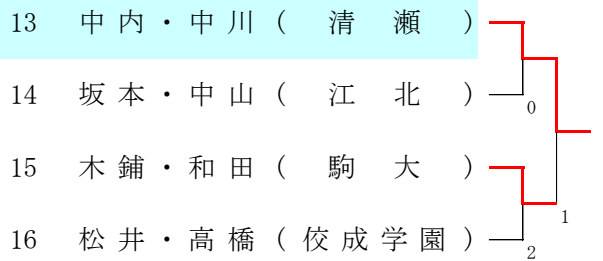 13 中内・中川(清瀬)
14 坂本・中山(江北)
0
15 木鋪・和田(駒大)
1
16 松井・高橋(佼成学園)
2